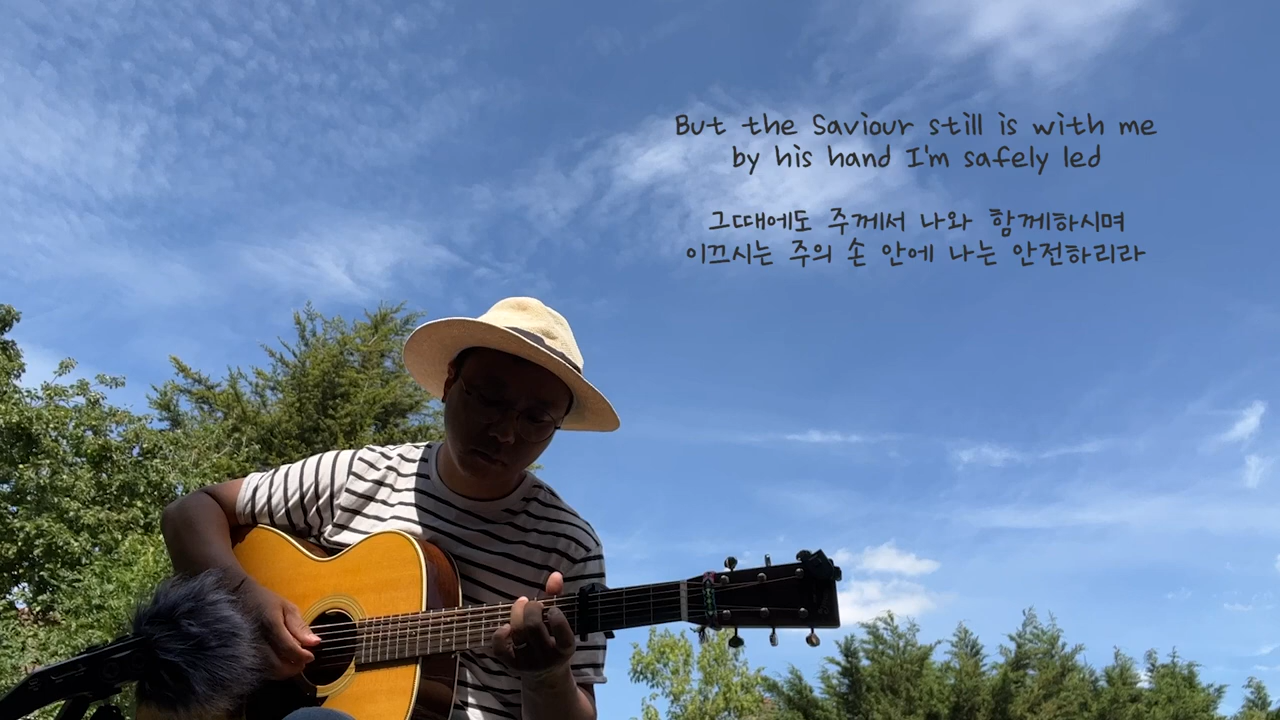 But the Saviour still is with me
by his hand I'm safely led
그때에도 주께서 나와 함께하시며
이끄시는 주의 손 안에 나는 안전하리라